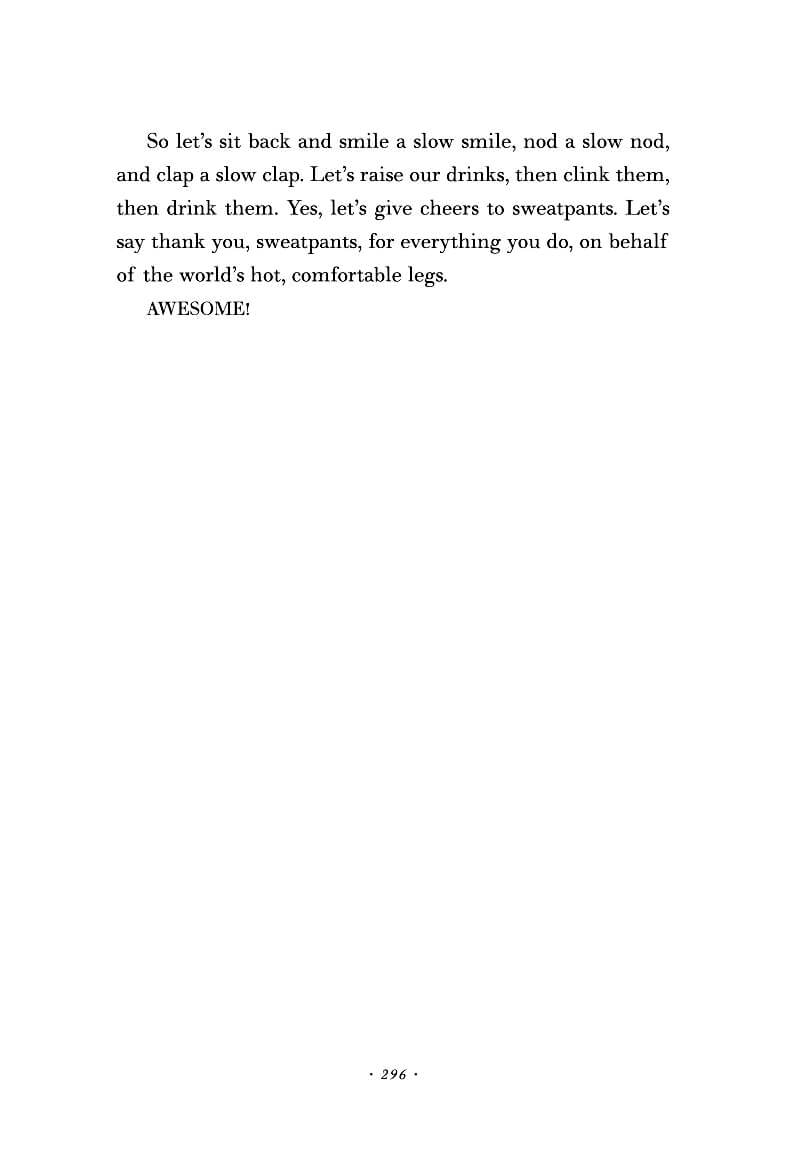 So let’s sit back and smile a slow smile, nod a slow nod,
and clap a slow clap. Let’s raise our drinks, then clink them,
then drink them. Yes, let’s give cheers to sweatpants. Let’s
say thank you, sweatpants, for everything you do, on behalf
of the world’s hot, comfortable legs.
AWESOME!
· 296 ·